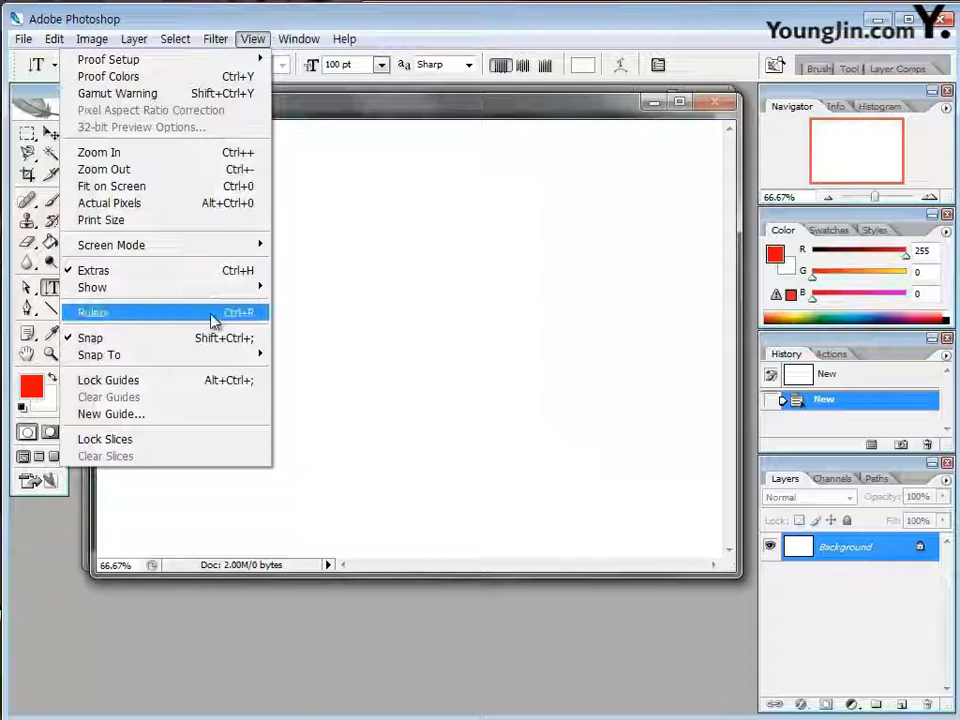 Adobe Photoshop
YoungJin.com Y.
File Edit Image Layer Select Filter View Window Help
100 pt
aa Sharp
Brush Tool Layer Comps
Proof Setup
Proof Colors Ctrl+Y
Gamut Warning Shift+Ctrl+Y
Pixel Aspect Ratio Correction
32-bit Preview Options...
Zoom In Ctrl++
Zoom Out Ctrl+-
Fit on Screen Ctrl+0
Actual Pixels Alt+Ctrl+0
Print Size
Screen Mode
Extras Ctrl+H
Show
Rulers Ctrl+R
Snap Shift+Ctrl+;
Snap To
Lock Guides Alt+Ctrl+;
Clear Guides
New Guide...
Lock Slices
Clear Slices
66.67% Doc: 2.00M/0 bytes
Navigator Info Histogram
66.67%
Color Swatches Styles
R 255
G 0
B 0
History Actions
New
New
Layers Channels Paths
Normal Opacity: 100%
Lock: Fill: 100%
Background